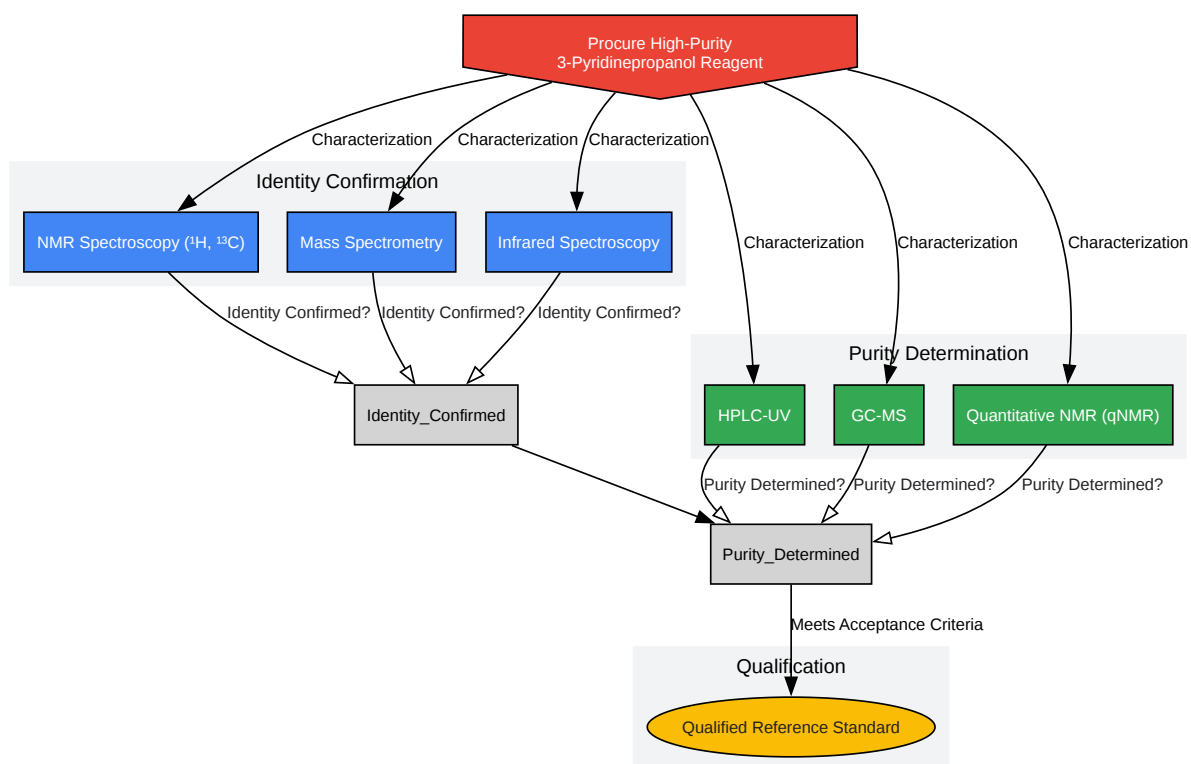 Procure High-Purity
3-Pyridinepropanol Reagent
Characterization
Characterization
Characterization
Identity Confirmation
NMR Spectroscopy (¹H, ¹³C)
Mass Spectrometry
Infrared Spectroscopy
Characterization
Characterization
Characterization
Identity Confirmed?
Identity Confirmed?
Identity Confirmed?
Purity Determination
Identity_Confirmed
HPLC-UV
GC-MS
Quantitative NMR (qNMR)
Purity Determined?
Purity Determined?
Purity Determined?
Purity_Determined
Meets Acceptance Criteria
Qualification
Qualified Reference Standard